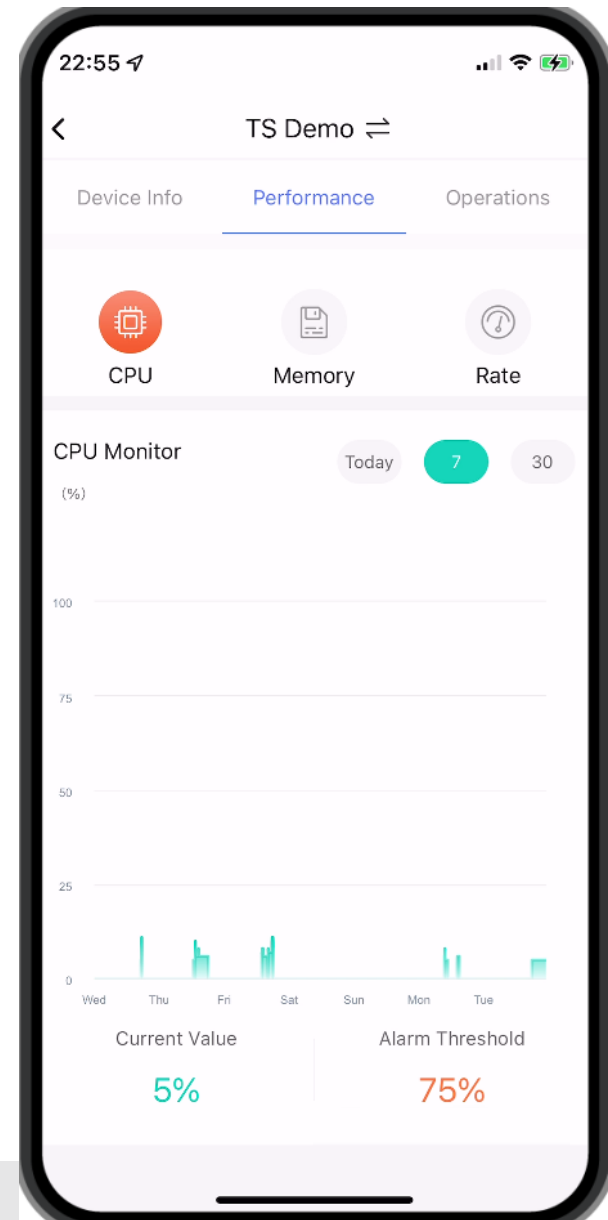 22:55
TS Demo
Device Info Performance Operations
CPU Memory Rate
CPU Monitor Today 7 30
(%)
100
75
50
25
0
Wed Thu Fri Sat Sun Mon Tue
Current Value Alarm Threshold
5% 75%